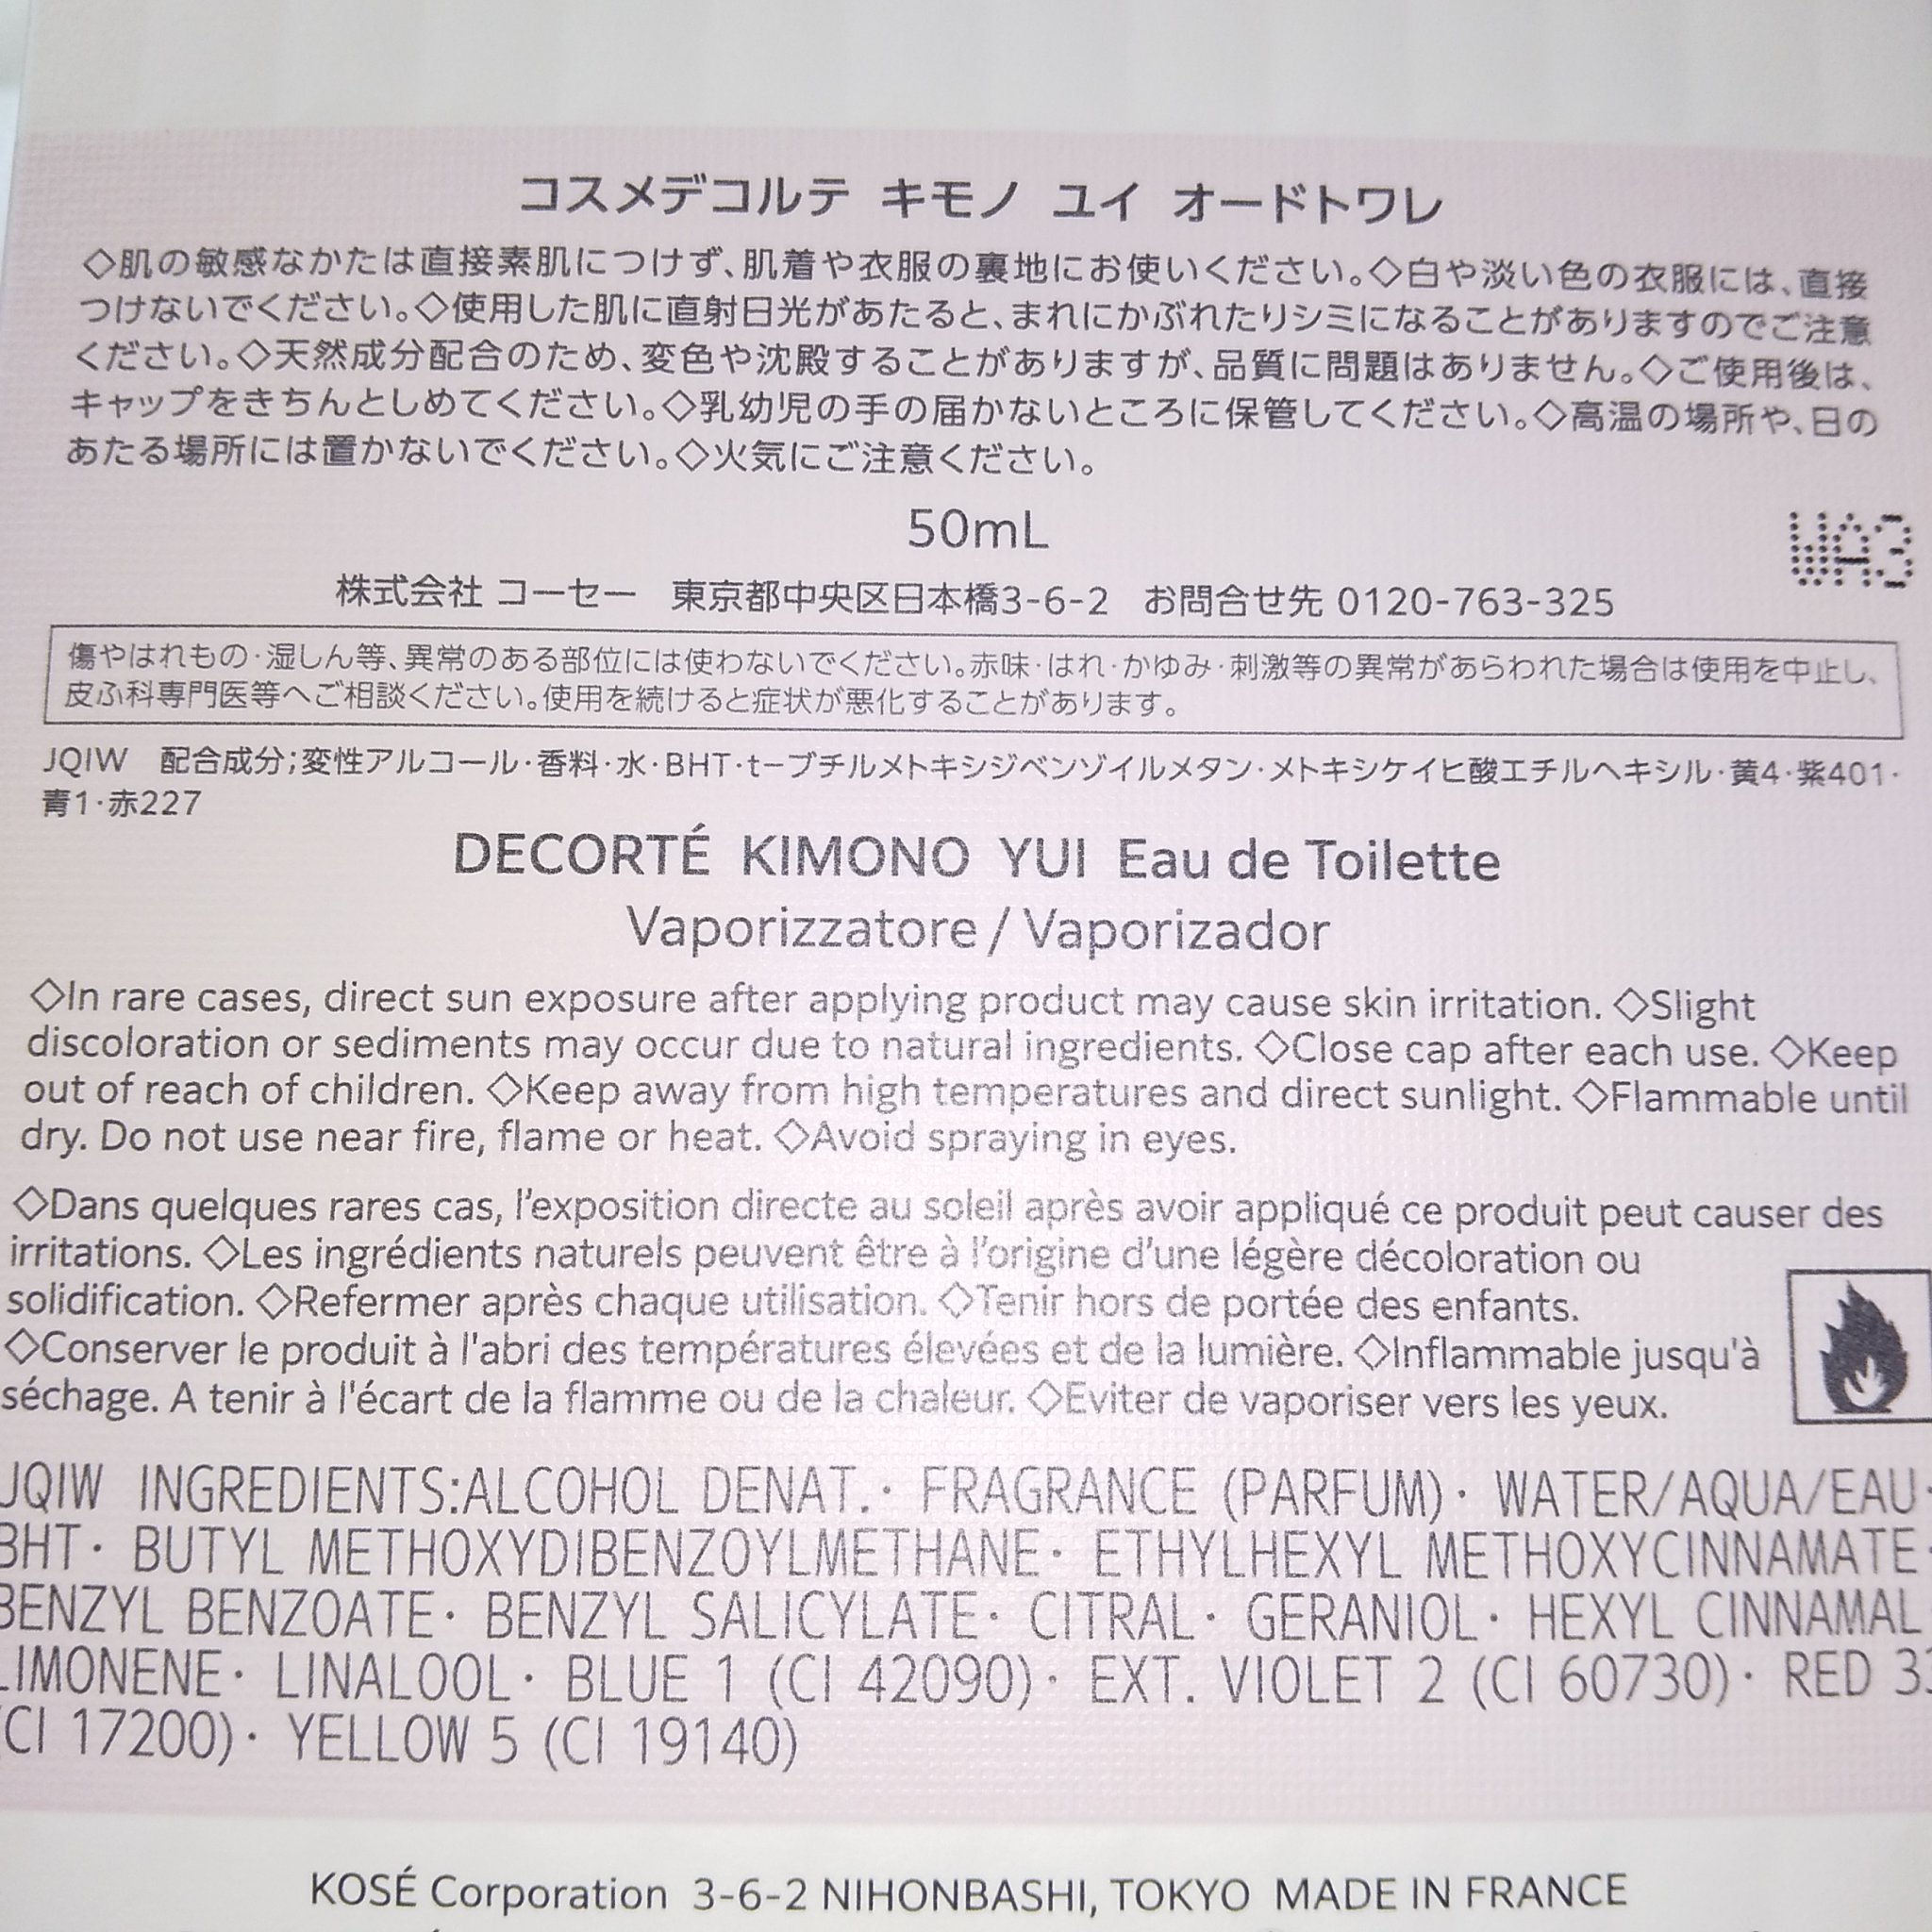 コスメデコルテ キモノ ユイ オードトワレ
◇肌の敏感なかたは直接素肌につけず、肌着や衣服の裏地にお使いください。◇白や淡い色の衣服には、直接
つけないでください。◇使用した肌に直射日光があたると、まれにかぶれたりシミになることがありますのでご注意
ください。◇天然成分配合のため、変色や沈殿することがありますが、品質に問題はありません。◇ご使用後は、
キャップをきちんとしめてください。◇乳幼児の手の届かないところに保管してください。◇高温の場所や、日の
あたる場所には置かないでください。◇火気にご注意ください。
50mL
WA3
株式会社 コーセー 東京都中央区日本橋3-6-2 お問合せ先 0120-763-325
傷やはれもの・湿しん等、異常のある部位には使わないでください。赤味・はれ・かゆみ・刺激等の異常があらわれた場合は使用を中止し、
皮ふ科専門医等へご相談ください。使用を続けると症状が悪化することがあります。
JQIW 配合成分;変性アルコール・香料・水・BHT・t−ブチルメトキシジベンゾイルメタン・メトキシケイヒ酸エチルヘキシル・黄4・紫401・
青1・赤227
DECORTÉ KIMONO YUI Eau de Toilette
Vaporizzatore / Vaporizador
◇In rare cases, direct sun exposure after applying product may cause skin irritation. ◇Slight
discoloration or sediments may occur due to natural ingredients. ◇Close cap after each use. ◇Keep
out of reach of children. ◇Keep away from high temperatures and direct sunlight. ◇Flammable until
dry. Do not use near fire, flame or heat. ◇Avoid spraying in eyes.
◇Dans quelques rares cas, l’exposition directe au soleil après avoir appliqué ce produit peut causer des
irritations. ◇Les ingrédients naturels peuvent être à l’origine d’une légère décoloration ou
solidification. ◇Refermer après chaque utilisation. ◇Tenir hors de portée des enfants.
◇Conserver le produit à l'abri des températures élevées et de la lumière. ◇Inflammable jusqu'à
séchage. A tenir à l'écart de la flamme ou de la chaleur. ◇Eviter de vaporiser vers les yeux.
JQIW INGREDIENTS:ALCOHOL DENAT.· FRAGRANCE (PARFUM)· WATER/AQUA/EAU·
BHT· BUTYL METHOXYDIBENZOYLMETHANE· ETHYLHEXYL METHOXYCINNAMATE·
BENZYL BENZOATE· BENZYL SALICYLATE· CITRAL· GERANIOL· HEXYL CINNAMAL
LIMONENE· LINALOOL· BLUE 1 (CI 42090)· EXT. VIOLET 2 (CI 60730)· RED 33
(CI 17200)· YELLOW 5 (CI 19140)
KOSÉ Corporation 3-6-2 NIHONBASHI, TOKYO MADE IN FRANCE